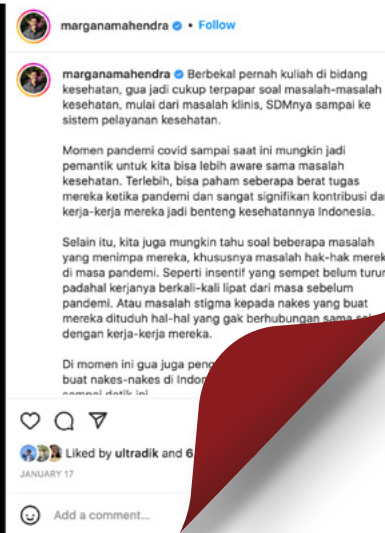 marganamahendra • Follow
marganamahendra Berbekal pernah kuliah di bidang
kesehatan, gua jadi cukup terpapar soal masalah-masalah
kesehatan, mulai dari masalah klinis, SDMnya sampai ke
sistem pelayanan kesehatan.
Momen pandemi covid sampai saat ini mungkin jadi
pemantik untuk kita bisa lebih aware sama masalah
kesehatan. Terlebih, bisa paham seberapa berat tugas
mereka ketika pandemi dan sangat signifikan kontribusi dar
kerja-kerja mereka jadi benteng kesehatannya Indonesia.
Selain itu, kita juga mungkin tahu soal beberapa masalah
yang menimpa mereka, khususnya masalah hak-hak merek
di masa pandemi. Seperti insentif yang sempet belum turun
padahal kerjanya berkali-kali lipat dari masa sebelum
pandemi. Atau masalah stigma kepada nakes yang buat
mereka dituduh hal-hal yang gak berhubungan sama
dengan kerja-kerja mereka.
Di momen ini gua juga
buat nakes-nakes di
sampai detik ini
Liked by ultradik and 6
JANUARY 17
Add a comment...